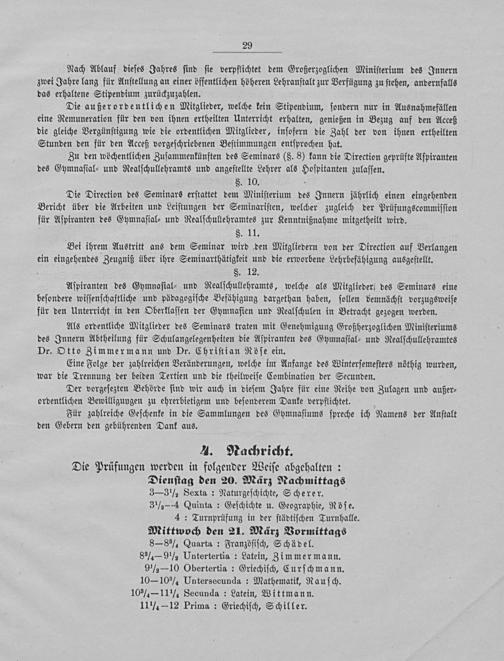 29
Nach Ablauf dieses Jahres sind sie verpflichtet dem Großerzoglichen Ministerium des Innern
zwei Jahre lang für Anstellung an einer öffentlichen höheren Lehranstalt zur Verfügung zu stehen, andernfalls
das erhaltene Stipendium zurückzuzahlen.
Die außerordentlichen Mitglieder, welche kein Stipendium, sondern nur in Ausnahmefällen
eine Remuneration für den von ihnen ertheilten Unterricht erhalten, genießen in Bezug auf den Acceß
die gleiche Vergünstigung wie die ordentlichen Mitglieder, insofern die Zahl der von ihnen ertheilten
Stunden den für den Acceß vorgeschriebenen Bestimmungen entsprochen hat.
Zu den wöchentlichen Zusammenkünften des Seminars (§. 8) kann die Direction geprüfte Aspiranten
des Gymnasial- und Realschullehramts und angestellte Lehrer als Hospitanten zulassen.
§. 10.
Die Direction des Seminars erstattet dem Ministerium des Innern jährlich einen eingehenden
Bericht über die Arbeiten und Leistungen der Seminaristen, welcher zugleich der Prüfungscommission
für Aspiranten des Gymnasial- und Realschullehramts zur Kenntnißnahme mitgetheilt wird.
§. 11.
Bei ihrem Austritt aus dem Seminar wird den Mitgliedern von der Direction auf Verlangen
ein eingehendes Zeugniß über ihre Seminarthätigkeit und die erworbene Lehrbefähigung ausgestellt.
§. 12.
Aspiranten des Gymnasial- und Realschullehramts, welche als Mitglieder des Seminars eine
besondere wissenschaftliche und pädagogische Befähigung dargethan haben, sollen demnächst vorzugsweise
für den Unterricht in den Oberklassen der Gymnasien und Realschulen in Betracht gezogen werden.
Als ordentliche Mitglied des Seminars traten mit Genehmigung Großherzoglichen Ministeriums
des Innern Abtheilung für Schulangelegenheiten die Aspiranten des Gymnasial- und Realschullehramtes
Dr. Otto Zimmermann und Dr. Christian Röse ein.
Eine Folge der zahlreichen Veränderungen, welche im Anfange des Wintersemesters nöthig wurden,
war die Trennung der beiden Tertien und die theilweise Combination der Secunden.
Der vorgesetzten Behörde sind wir auch in diesem Jahre für eine Reihe von Zulagen und außer-
ordentlichen Bewilligungen zu ehrerbietigem und besonderem Danke verpflichtet.
Für zahlreiche Geschenke in die Sammlungen des Gymnasiums spreche ich Namens der Anstalt
den Gebern den gebührenden Dank aus.
4. Nachricht.
Die Prüfungen werden in folgender Weise abgehalten :
Dienstag den 20. März Nachmittags
3—3½ Sexta : Naturgeschichte, Scherer.
3½—4 Quinta : Geschichte u. Geographie, Röse.
4 : Turnprüfung in der städtischen Turnhalle.
Mittwoch den 21. März Vormittags
8—8¾ Quarta : Französisch, Schädel.
8¾—9½ Untertertia : Latein, Zimmermann.
9½—10 Obertertia : Griechisch, Curschmann.
10—10¾ Untersecunda : Mathematik, Rausch.
10¾—11¼ Secunda : Latein, Wittmann.
11¼—12 Prima : Griechisch, Schiller.